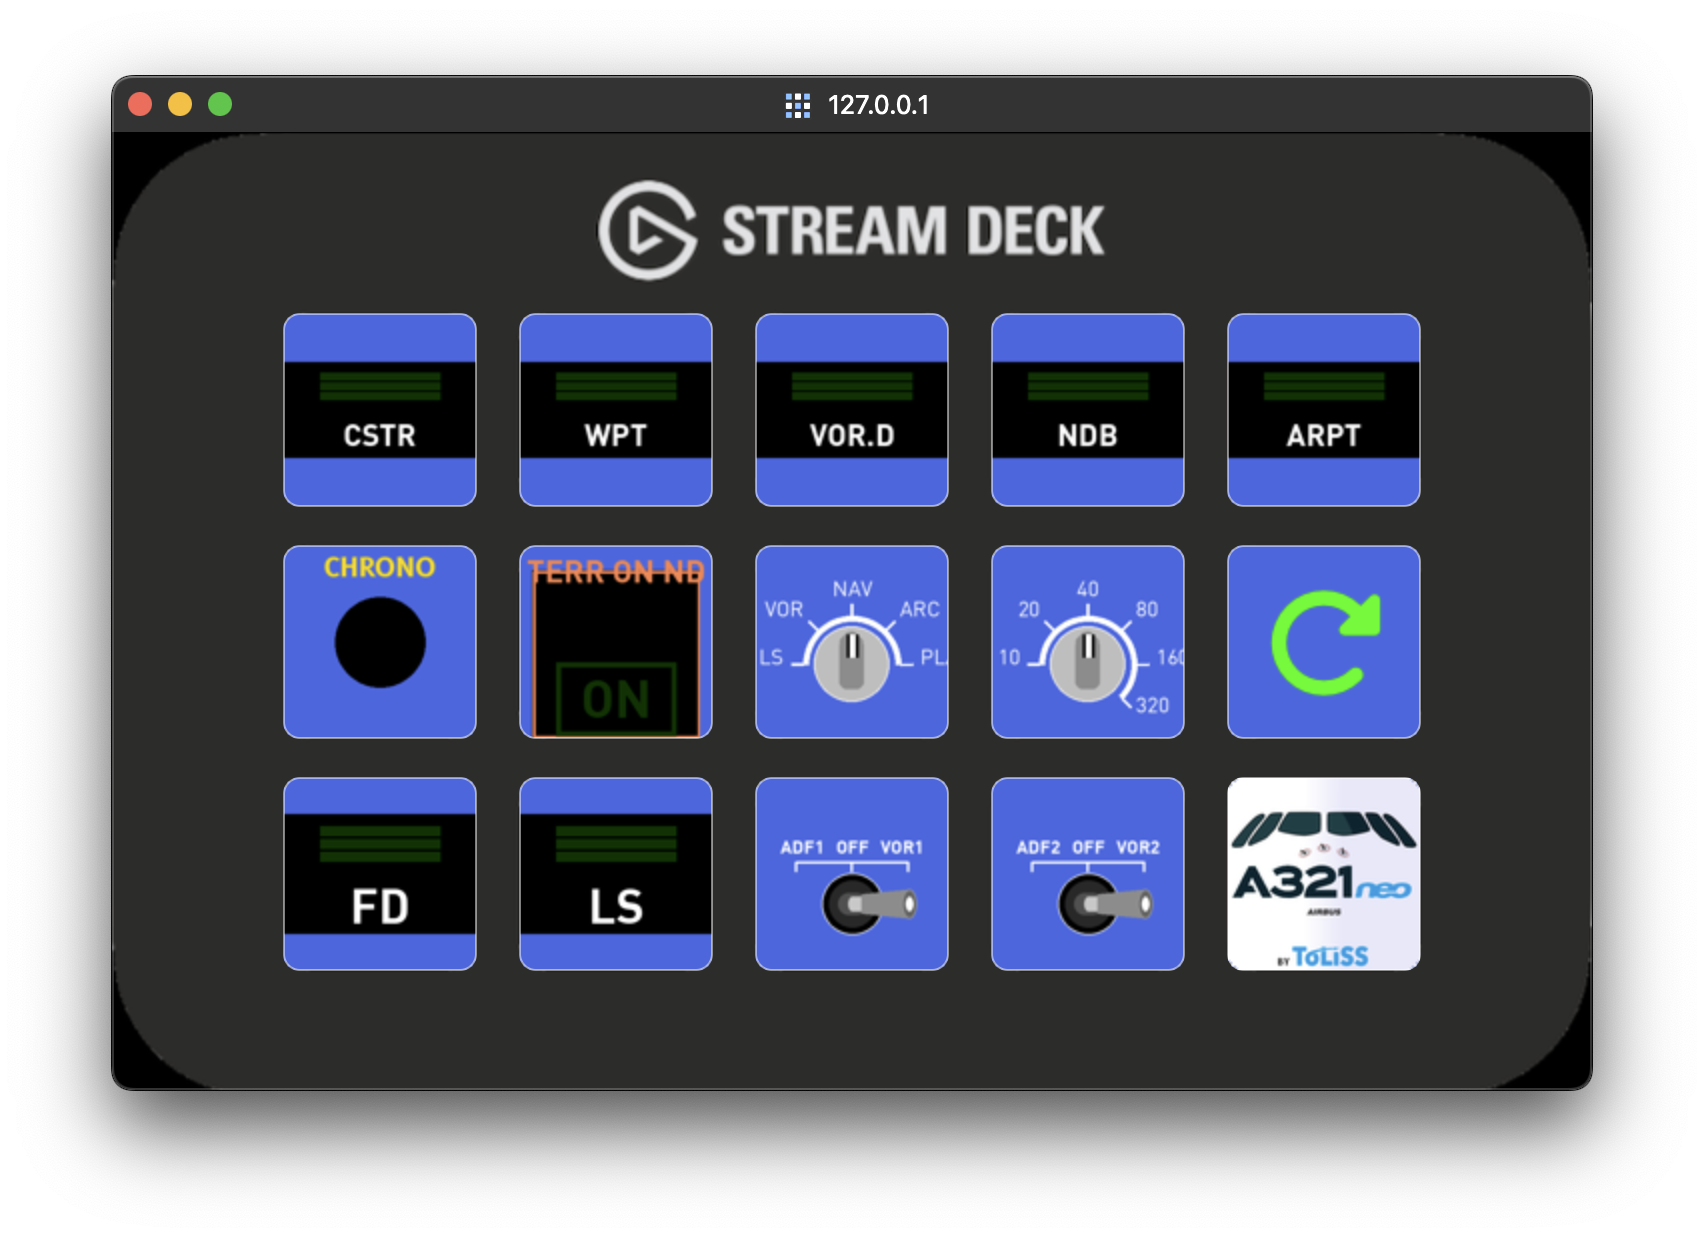 127.0.0.1
STREAM DECK
CSTR
WPT
VOR.D
NDB
ARPT
CHRONO
TERR ON ND
ON
NAV
VOR
ARC
LS
PL
40
20
80
10
160
320
FD
LS
ADF1 OFF VOR1
ADF2 OFF VOR2
A321neo
AIRBUS
BY ToLiSS